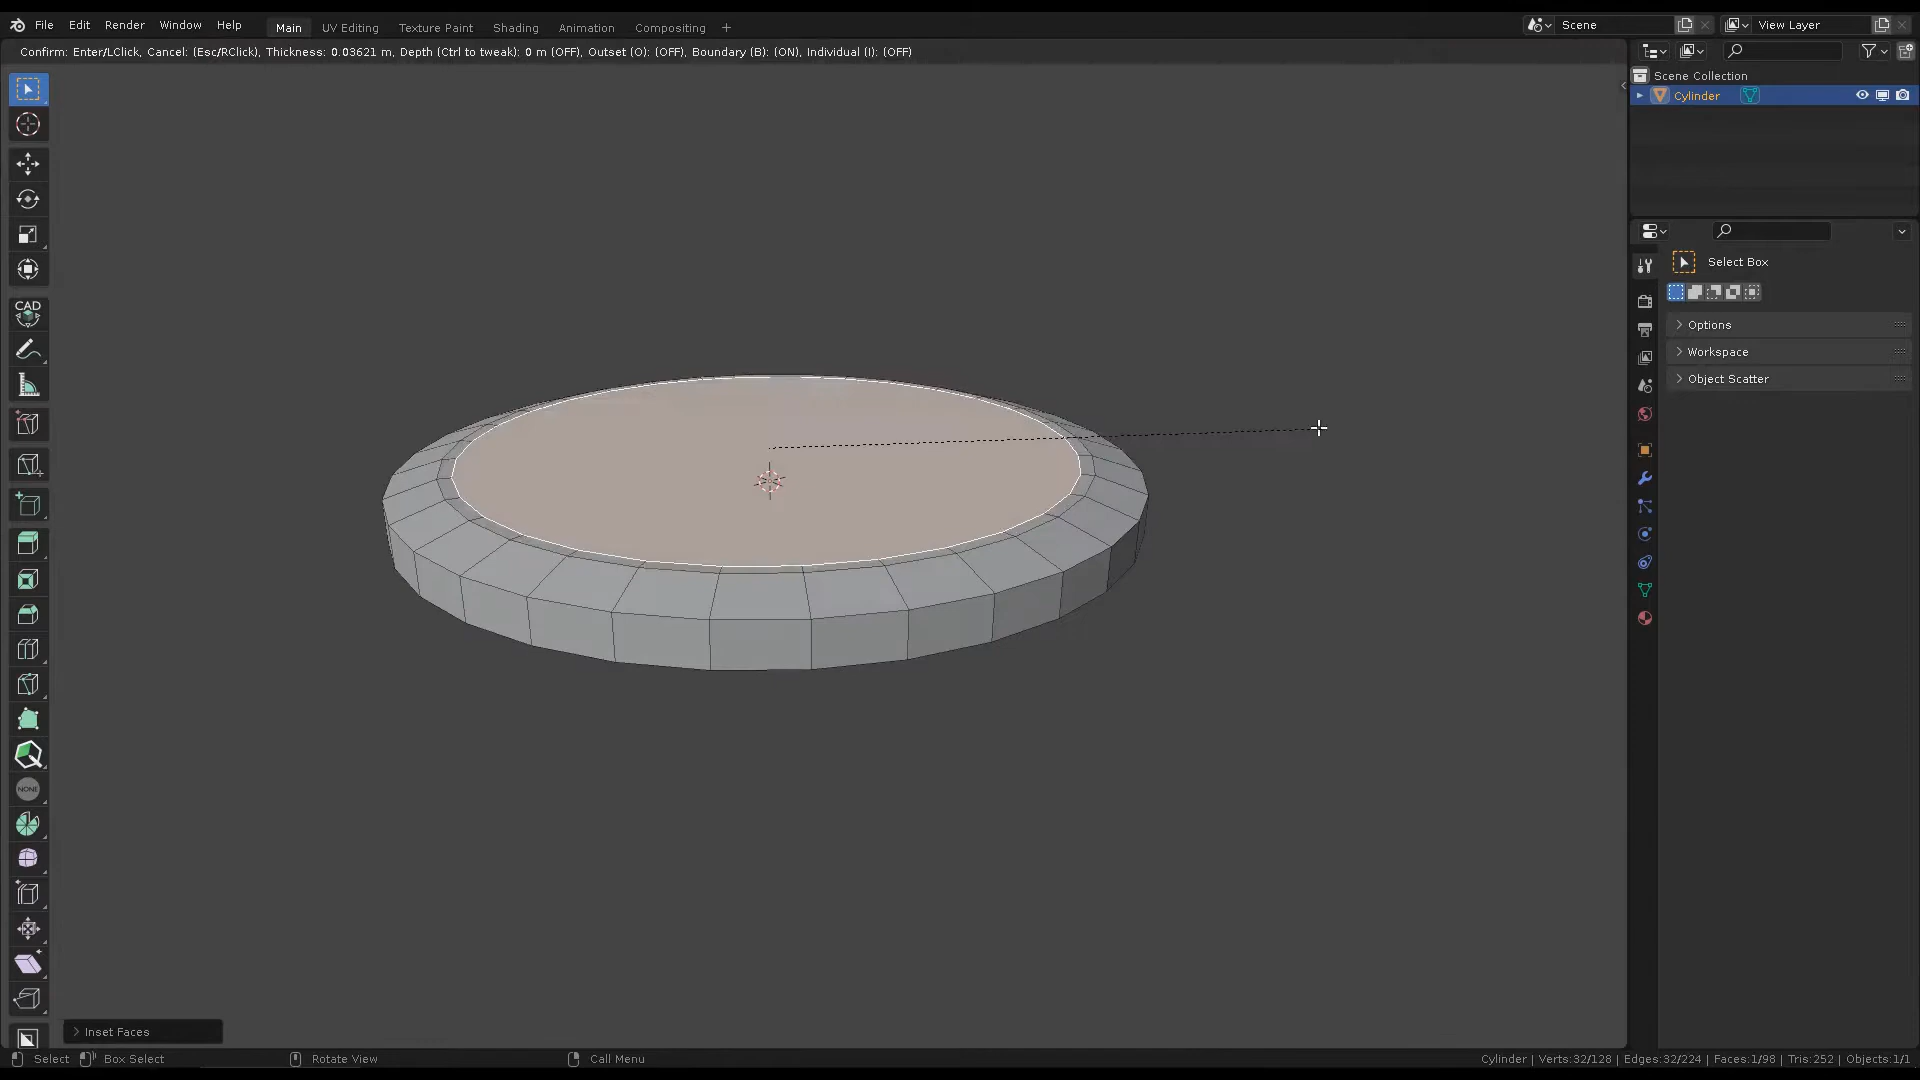 File Edit Render Window Help
Main UV Editing Texture Paint Shading Animation Compositing +
Scene
View Layer
Confirm: Enter/LClick, Cancel: (Esc/RClick), Thickness: 0.03621 m, Depth (Ctrl to tweak): 0 m (OFF), Outset (O): (OFF), Boundary (B): (ON), Individual (I): (OFF)
Scene Collection
Cylinder
Select Box
Options
Workspace
Object Scatter
CAD
NONE
Inset Faces
Select Box Select Rotate View Call Menu
Cylinder | Verts:32/128 | Edges:32/224 | Faces:1/98 | Tris:252 | Objects:1/1